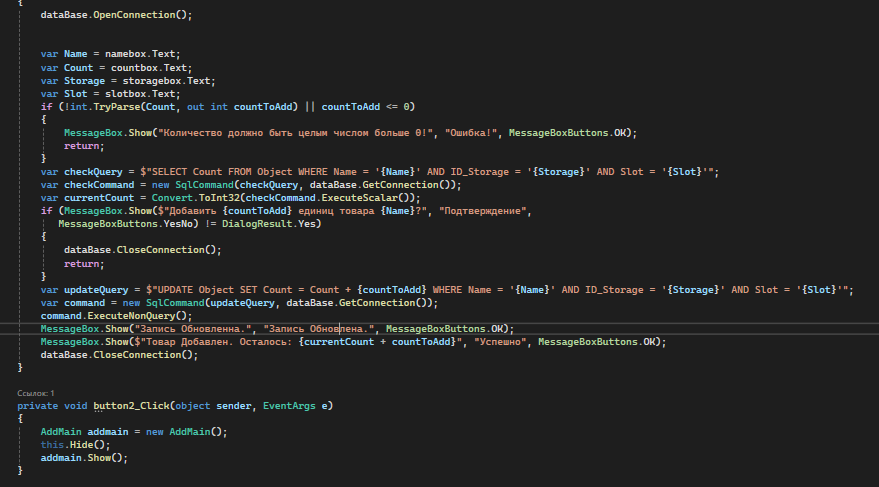 {
dataBase.OpenConnection();
var Name = namebox.Text;
var Count = countbox.Text;
var Storage = storagebox.Text;
var Slot = slotbox.Text;
if (!int.TryParse(Count, out int countToAdd) || countToAdd <= 0)
{
MessageBox.Show("Количество должно быть целым числом больше 0!", "Ошибка!", MessageBoxButtons.OK);
return;
}
var checkQuery = $"SELECT Count FROM Object WHERE Name = '{Name}' AND ID_Storage = '{Storage}' AND Slot = '{Slot}'";
var checkCommand = new SqlCommand(checkQuery, dataBase.GetConnection());
var currentCount = Convert.ToInt32(checkCommand.ExecuteScalar());
if (MessageBox.Show($"Добавить {countToAdd} единиц товара {Name}?", "Подтверждение",
MessageBoxButtons.YesNo) != DialogResult.Yes)
{
dataBase.CloseConnection();
return;
}
var updateQuery = $"UPDATE Object SET Count = Count + {countToAdd} WHERE Name = '{Name}' AND ID_Storage = '{Storage}' AND Slot = '{Slot}'";
var command = new SqlCommand(updateQuery, dataBase.GetConnection());
command.ExecuteNonQuery();
MessageBox.Show("Запись Обновленна.", "Запись Обновлена.", MessageBoxButtons.OK);
MessageBox.Show($"Товар Добавлен. Осталось: {currentCount + countToAdd}", "Успешно", MessageBoxButtons.OK);
dataBase.CloseConnection();
}
Ссылок: 1
private void button2_Click(object sender, EventArgs e)
{
AddMain addmain = new AddMain();
this.Hide();
addmain.Show();
}